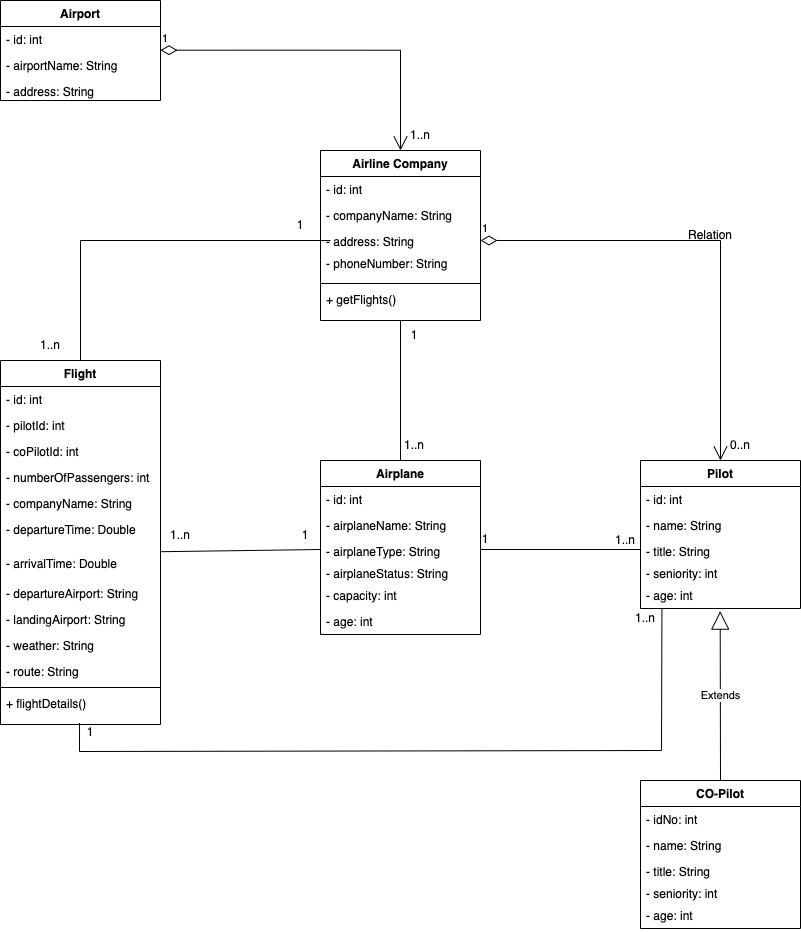 Airport
- id: int
- airportName: String
- address: String
1
1..n
Airline Company
- id: int
- companyName: String
- address: String
- phoneNumber: String
+ getFlights()
1
1
Relation
1..n
1
Flight
- id: int
- pilotId: int
- coPilotId: int
- numberOfPassengers: int
- companyName: String
- departureTime: Double
- arrivalTime: Double
- departureAirport: String
- landingAirport: String
- weather: String
- route: String
+ flightDetails()
1..n
1
1..n
Airplane
- id: int
- airplaneName: String
- airplaneType: String
- airplaneStatus: String
- capacity: int
- age: int
1
1..n
0..n
Pilot
- id: int
- name: String
- title: String
- seniority: int
- age: int
1..n
1
Extends
CO-Pilot
- idNo: int
- name: String
- title: String
- seniority: int
- age: int